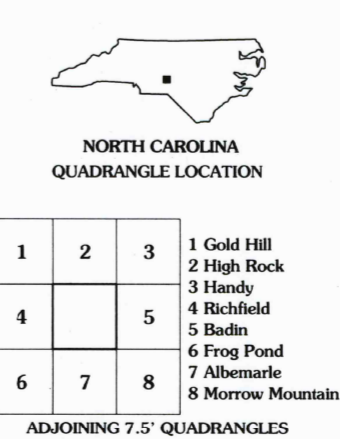 NORTH CAROLINA
QUADRANGLE LOCATION
1 2 3
4 5
6 7 8
1 Gold Hill
2 High Rock
3 Handy
4 Richfield
5 Badin
6 Frog Pond
7 Albemarle
8 Morrow Mountain
ADJOINING 7.5' QUADRANGLES